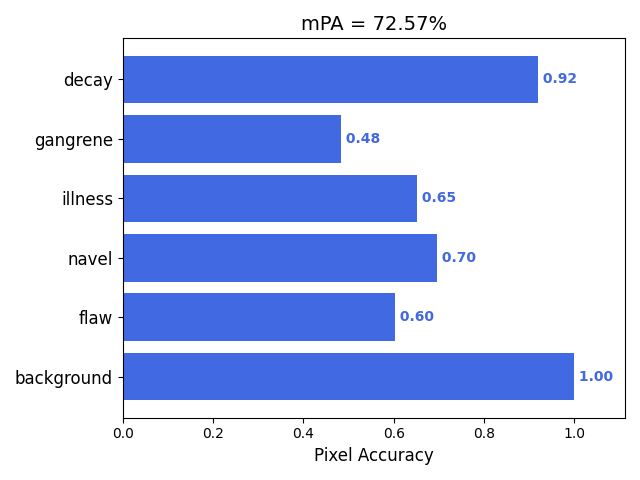 mPA = 72.57%
decay 0.92
gangrene 0.48
illness 0.65
navel 0.70
flaw 0.60
background 1.00
0.0 0.2 0.4 0.6 0.8 1.0
Pixel Accuracy